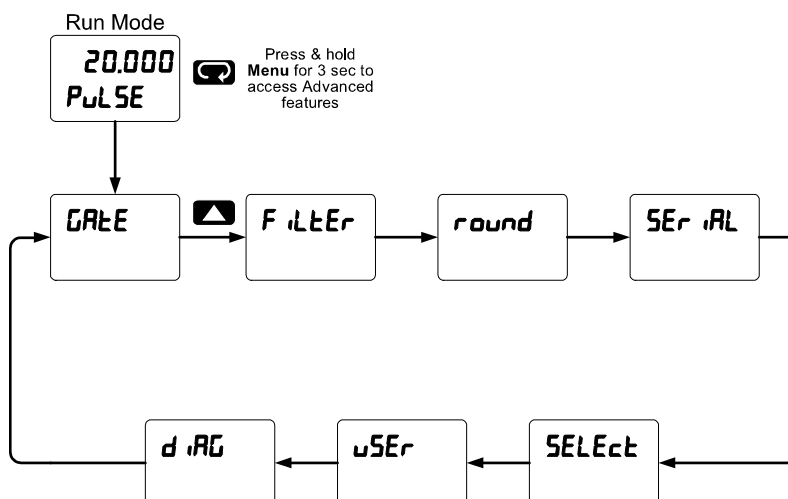 Run Mode
20.000
PuLSE
Press & hold
Menu for 3 sec to
access Advanced
features
GAtE
FiLtEr
round
SEriAL
diAG
uSEr
SELEct